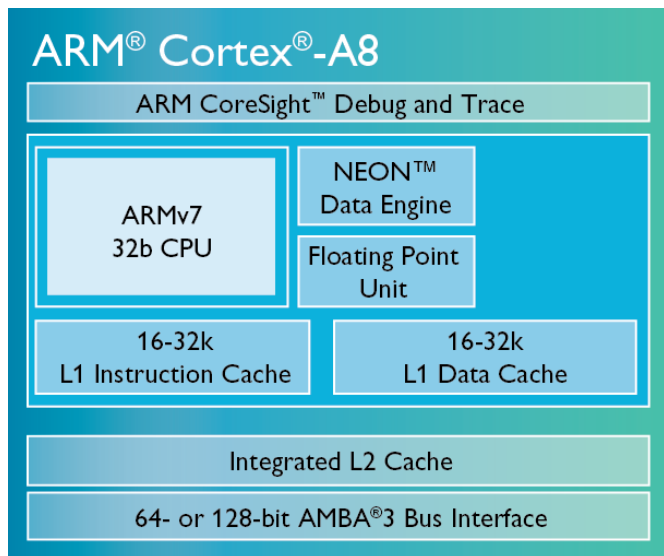 ARM® Cortex®-A8
ARM CoreSight™ Debug and Trace
ARMv7
32b CPU
NEON™
Data Engine
Floating Point
Unit
16-32k
L1 Instruction Cache
16-32k
L1 Data Cache
Integrated L2 Cache
64- or 128-bit AMBA®3 Bus Interface